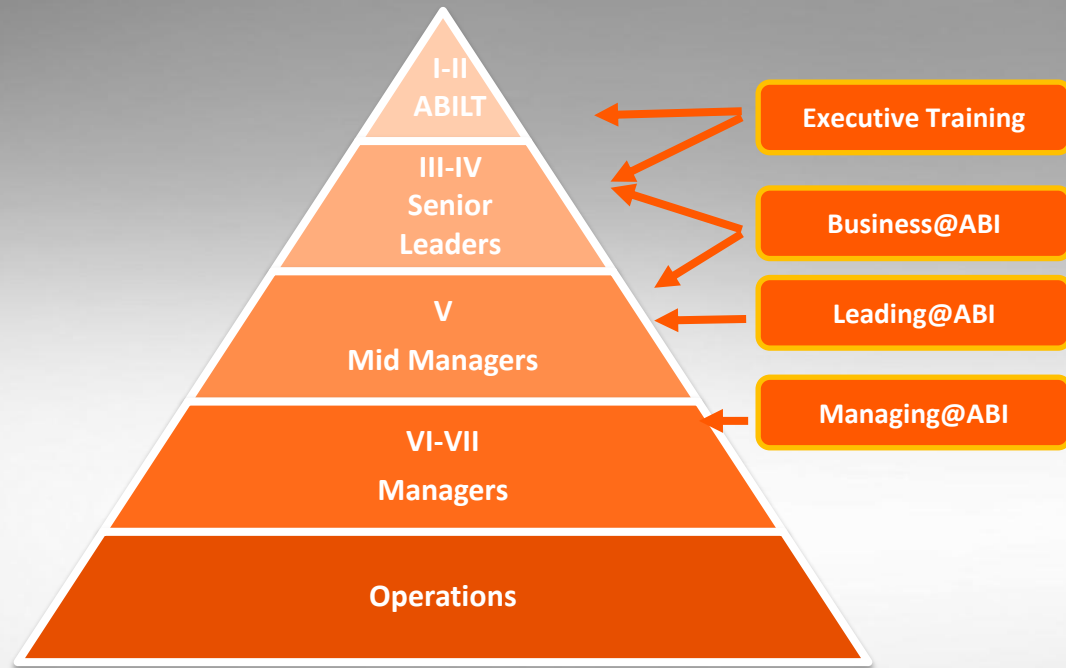 I-II
ABILT
III-IV
Senior
Leaders
V
Mid Managers
VI-VII
Managers
Operations
Executive Training
Business@ABI
Leading@ABI
Managing@ABI